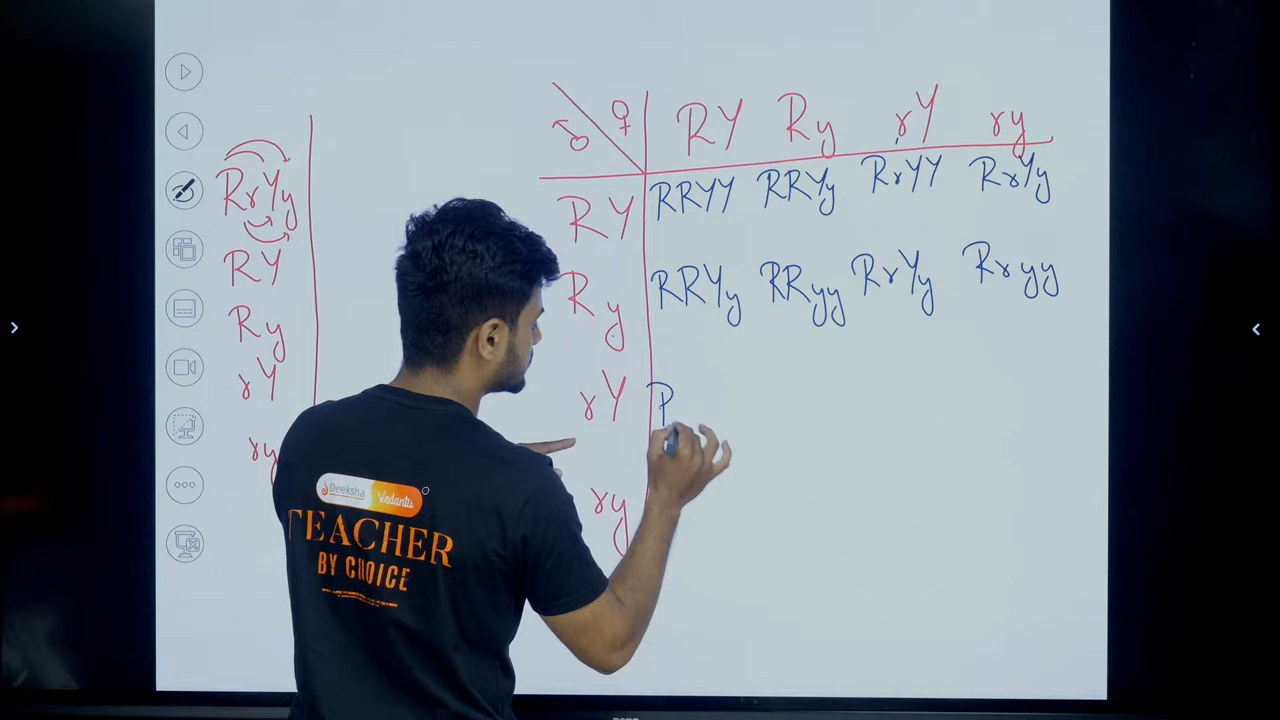 RY Ry rY ry
RrYy
RY RRYY RRYy RrYY RrYy
RY
Ry RRYy RRyy RrYy Rryy
Ry
rY
rY
ry
ry
Deeksha Vedantu
TEACHER
BY CHOICE